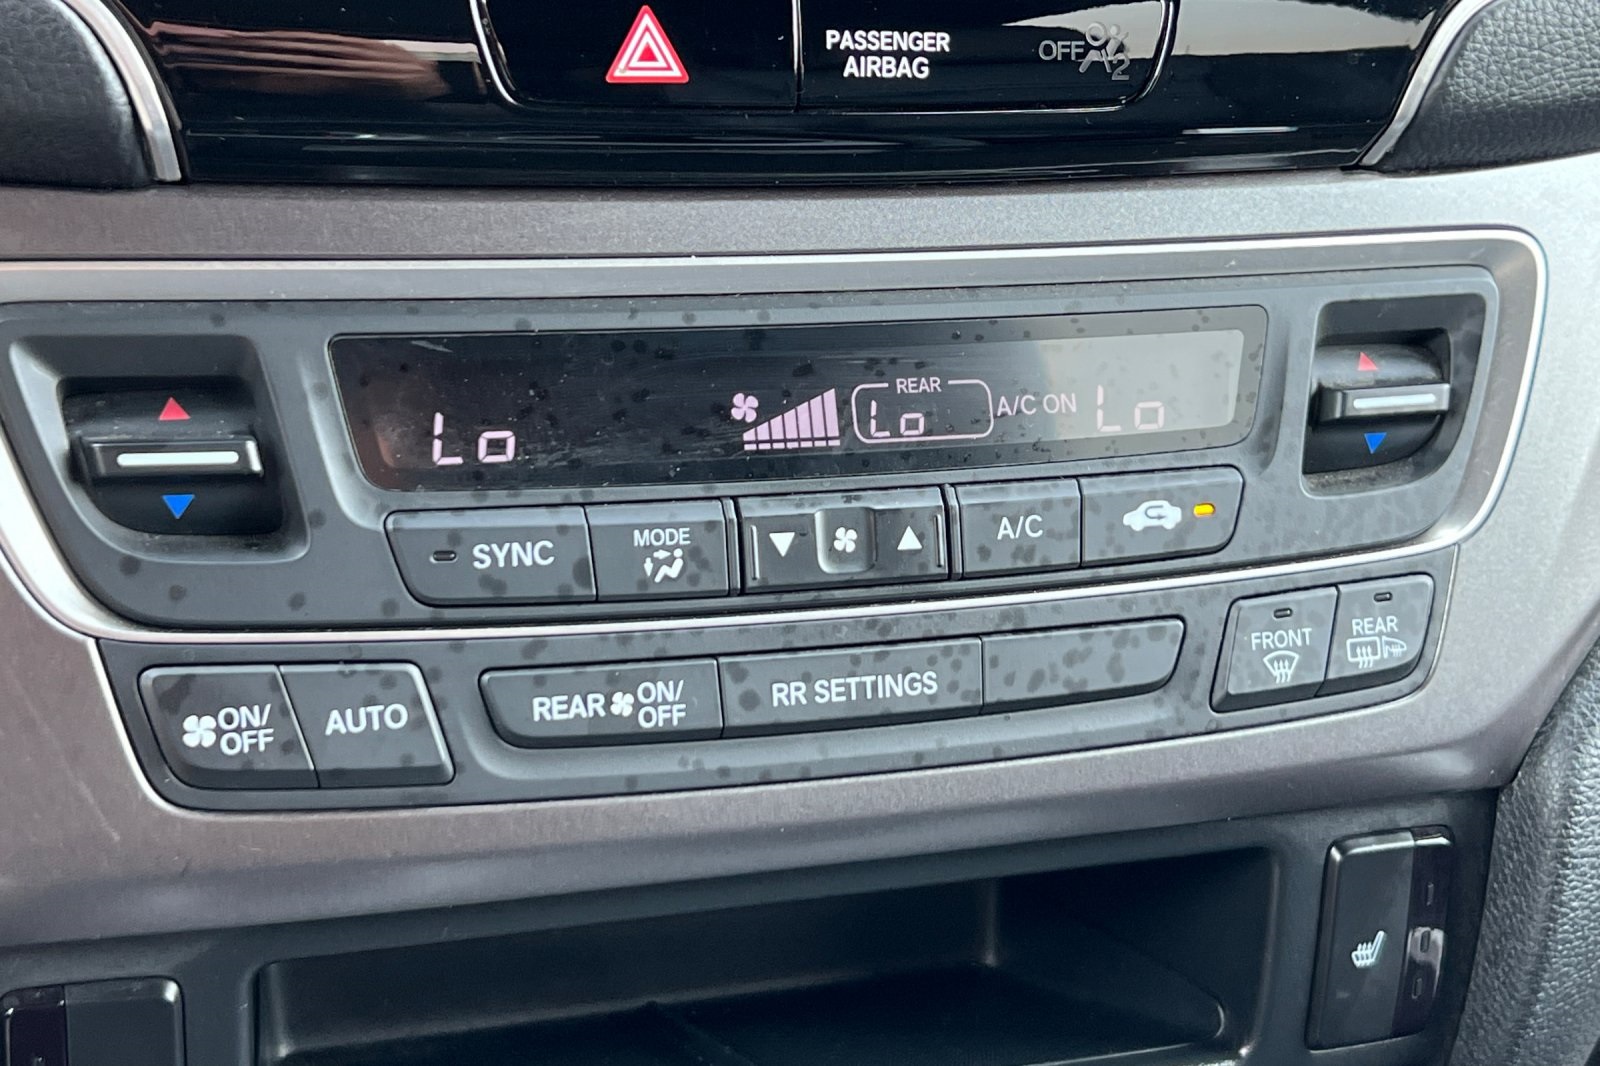 PASSENGER
AIRBAG
OFF
2
Lo
REAR
Lo
A/C ON
Lo
SYNC
MODE
A/C
FRONT
REAR
ON/
OFF
AUTO
REAR ON/
OFF
RR SETTINGS